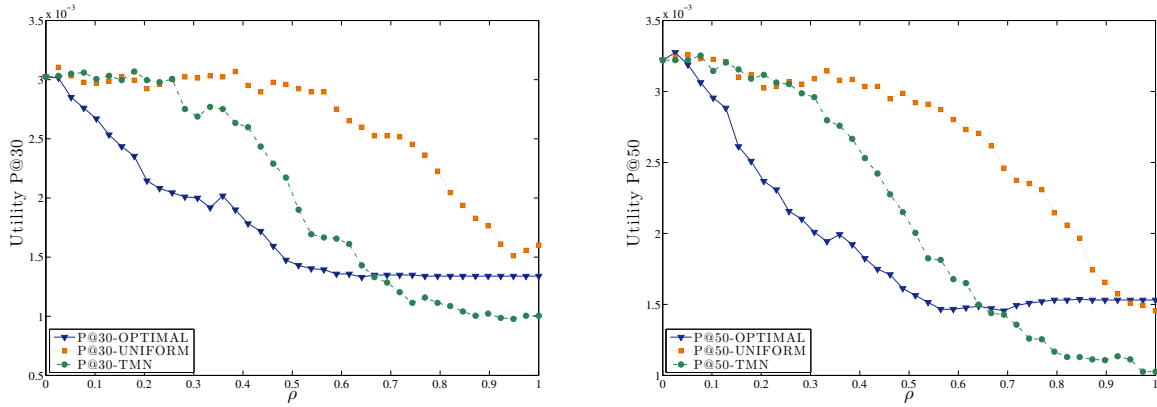 x 10⁻³
3.5
3
2.5
2
1.5
1
0.5
0 0.1 0.2 0.3 0.4 0.5 0.6 0.7 0.8 0.9 1
ρ
Utility P@30
P@30-OPTIMAL
P@30-UNIFORM
P@30-TMN
x 10⁻³
3.5
3
2.5
2
1.5
1
0 0.1 0.2 0.3 0.4 0.5 0.6 0.7 0.8 0.9 1
ρ
Utility P@50
P@50-OPTIMAL
P@50-UNIFORM
P@50-TMN